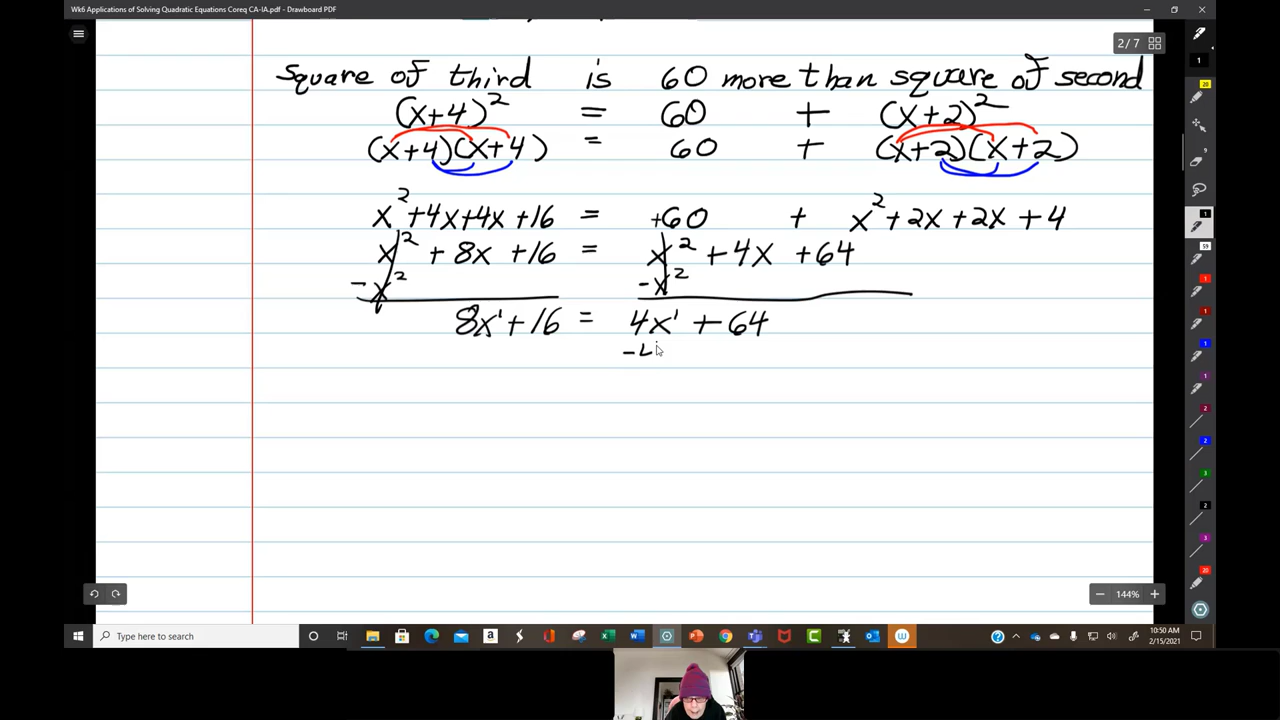 Wk6 Applications of Solving Quadratic Equations Coreq CA-IA.pdf - Drawboard PDF
2/7
square of third is 60 more than square of second
(x+4)² = 60 + (x+2)²
(x+4)(x+4) = 60 + (x+2)(x+2)
x²+4x+4x+16 = +60 + x²+2x+2x+4
x² + 8x +16 = x² +4x +64
-x² -x²
8x¹+16 = 4x¹ +64
-4
144%
Type here to search
10:50 AM
2/15/2021